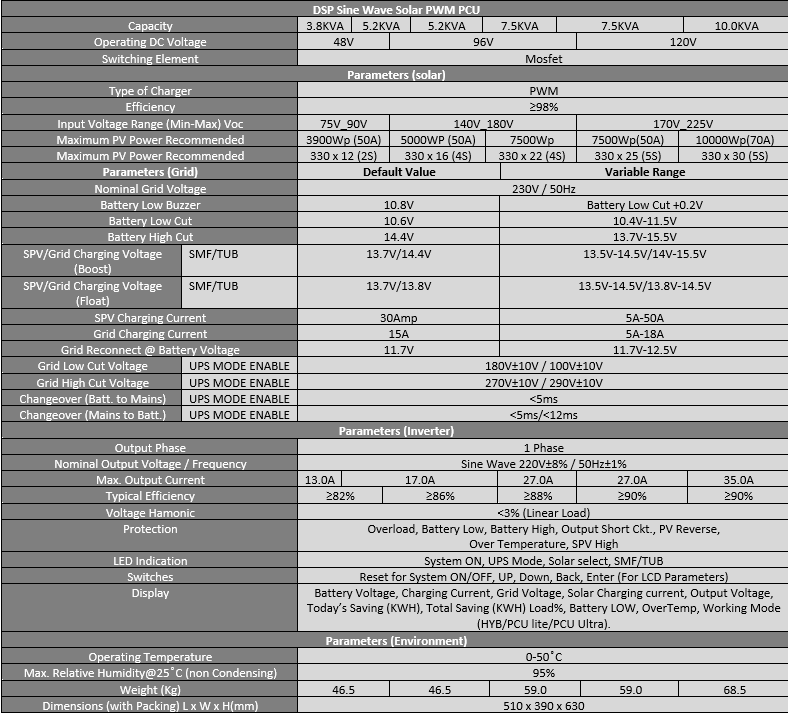 DSP Sine Wave Solar PWM PCU
Capacity 3.8KVA 5.2KVA 5.2KVA 7.5KVA 7.5KVA 10.0KVA
Operating DC Voltage 48V 96V 120V
Switching Element Mosfet
Parameters (solar)
Type of Charger PWM
Efficiency ≥98%
Input Voltage Range (Min-Max) Voc 75V_90V 140V_180V 170V_225V
Maximum PV Power Recommended 3900Wp (50A) 5000WP (50A) 7500Wp 7500Wp(50A) 10000Wp(70A)
Maximum PV Power Recommended 330 x 12 (2S) 330 x 16 (4S) 330 x 22 (4S) 330 x 25 (5S) 330 x 30 (5S)
Parameters (Grid) Default Value Variable Range
Nominal Grid Voltage 230V / 50Hz
Battery Low Buzzer 10.8V Battery Low Cut +0.2V
Battery Low Cut 10.6V 10.4V-11.5V
Battery High Cut 14.4V 13.7V-15.5V
SPV/Grid Charging Voltage SMF/TUB 13.7V/14.4V 13.5V-14.5V/14V-15.5V
(Boost)
SPV/Grid Charging Voltage SMF/TUB 13.7V/13.8V 13.5V-14.5V/13.8V-14.5V
(Float)
SPV Charging Current 30Amp 5A-50A
Grid Charging Current 15A 5A-18A
Grid Reconnect @ Battery Voltage 11.7V 11.7V-12.5V
Grid Low Cut Voltage UPS MODE ENABLE 180V±10V / 100V±10V
Grid High Cut Voltage UPS MODE ENABLE 270V±10V / 290V±10V
Changeover (Batt. to Mains) UPS MODE ENABLE <5ms
Changeover (Mains to Batt.) UPS MODE ENABLE <5ms/<12ms
Parameters (Inverter)
Output Phase 1 Phase
Nominal Output Voltage / Frequency Sine Wave 220V±8% / 50Hz±1%
Max. Output Current 13.0A 17.0A 27.0A 27.0A 35.0A
Typical Efficiency ≥82% ≥86% ≥88% ≥90% ≥90%
Voltage Hamonic <3% (Linear Load)
Protection Overload, Battery Low, Battery High, Output Short Ckt., PV Reverse,
Over Temperature, SPV High
LED Indication System ON, UPS Mode, Solar select, SMF/TUB
Switches Reset for System ON/OFF, UP, Down, Back, Enter (For LCD Parameters)
Display Battery Voltage, Charging Current, Grid Voltage, Solar Charging current, Output Voltage,
Today's Saving (KWH), Total Saving (KWH) Load%, Battery LOW, OverTemp, Working Mode
(HYB/PCU lite/PCU Ultra).
Parameters (Environment)
Operating Temperature 0-50˚C
Max. Relative Humidity@25˚C (non Condensing) 95%
Weight (Kg) 46.5 46.5 59.0 59.0 68.5
Dimensions (with Packing) L x W x H(mm) 510 x 390 x 630